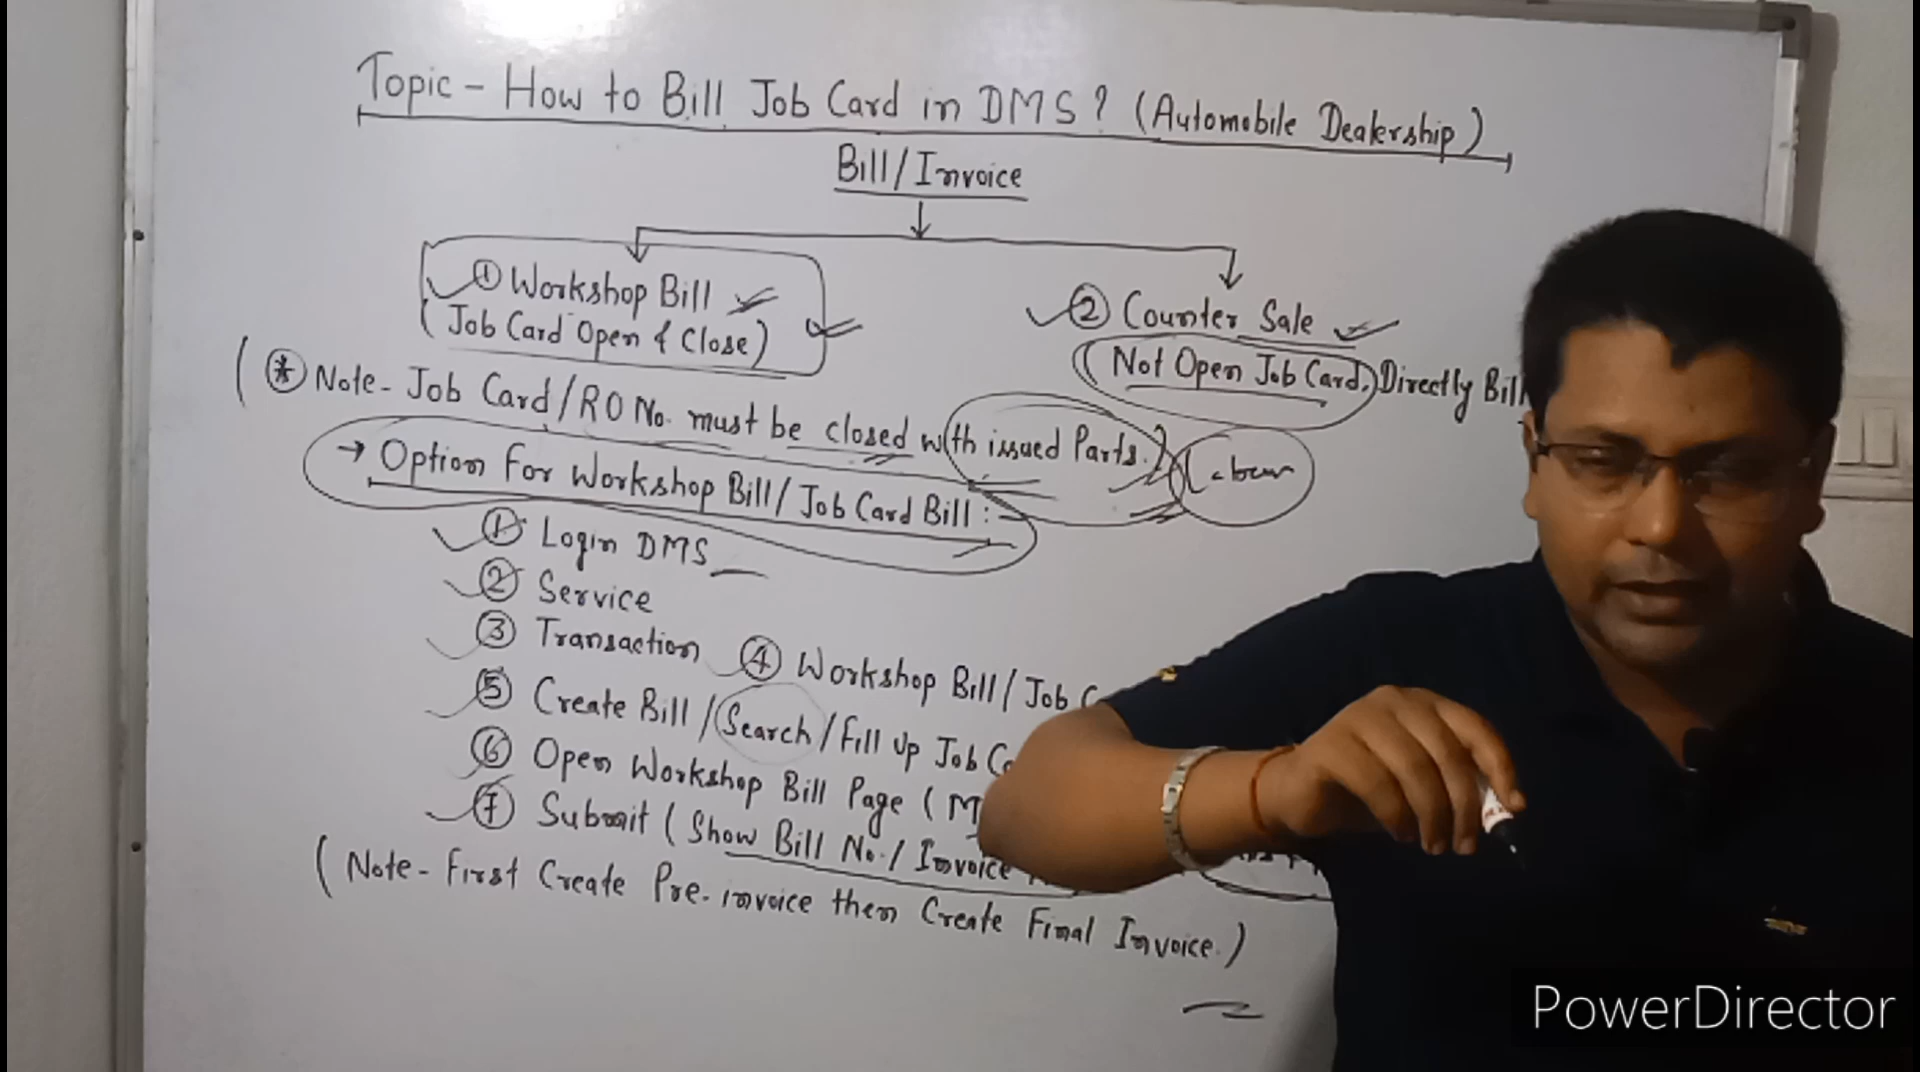 Topic - How to Bill Job Card in DMS? (Automobile Dealership)
Bill/Invoice
① Workshop Bill
(Job Card Open & Close)
② Counter Sale
(Not Open Job Card, Directly Bill
(* Note - Job Card/RO No. must be closed with issued Parts.)
→ Option For Workshop Bill/Job Card Bill :-
① Login DMS
② Service
③ Transaction ④ Workshop Bill/Job C
⑤ Create Bill/Search/Fill Up Job Ca
⑥ Open Workshop Bill Page (M
⑦ Submit (Show Bill No./Invoice
(Note - First Create Pre-invoice then Create Final Invoice.)
PowerDirector